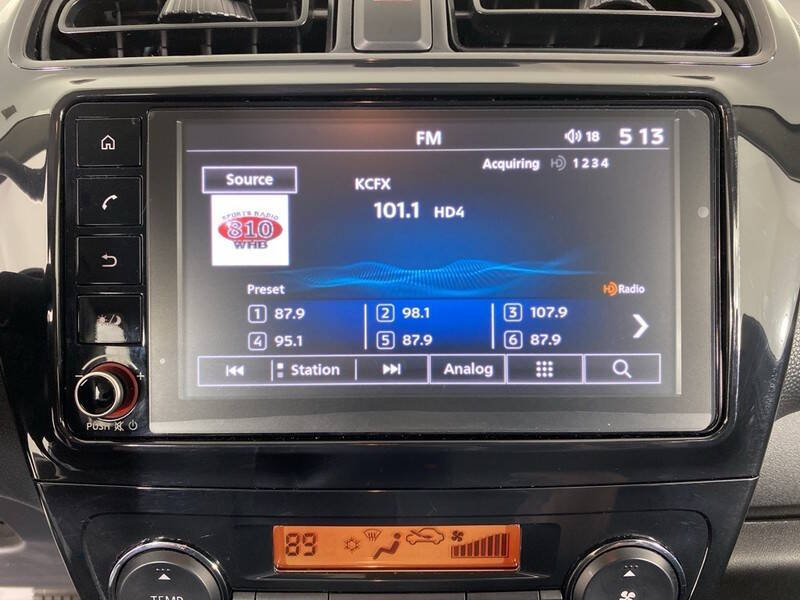 FM 18 5:13
Acquiring HD 1 2 3 4
Source
KCFX
SPORTS RADIO
810
WHB
101.1 HD4
Preset
HD Radio
1 87.9 2 98.1 3 107.9
4 95.1 5 87.9 6 87.9
Station Analog
PUSH
89
TEMP